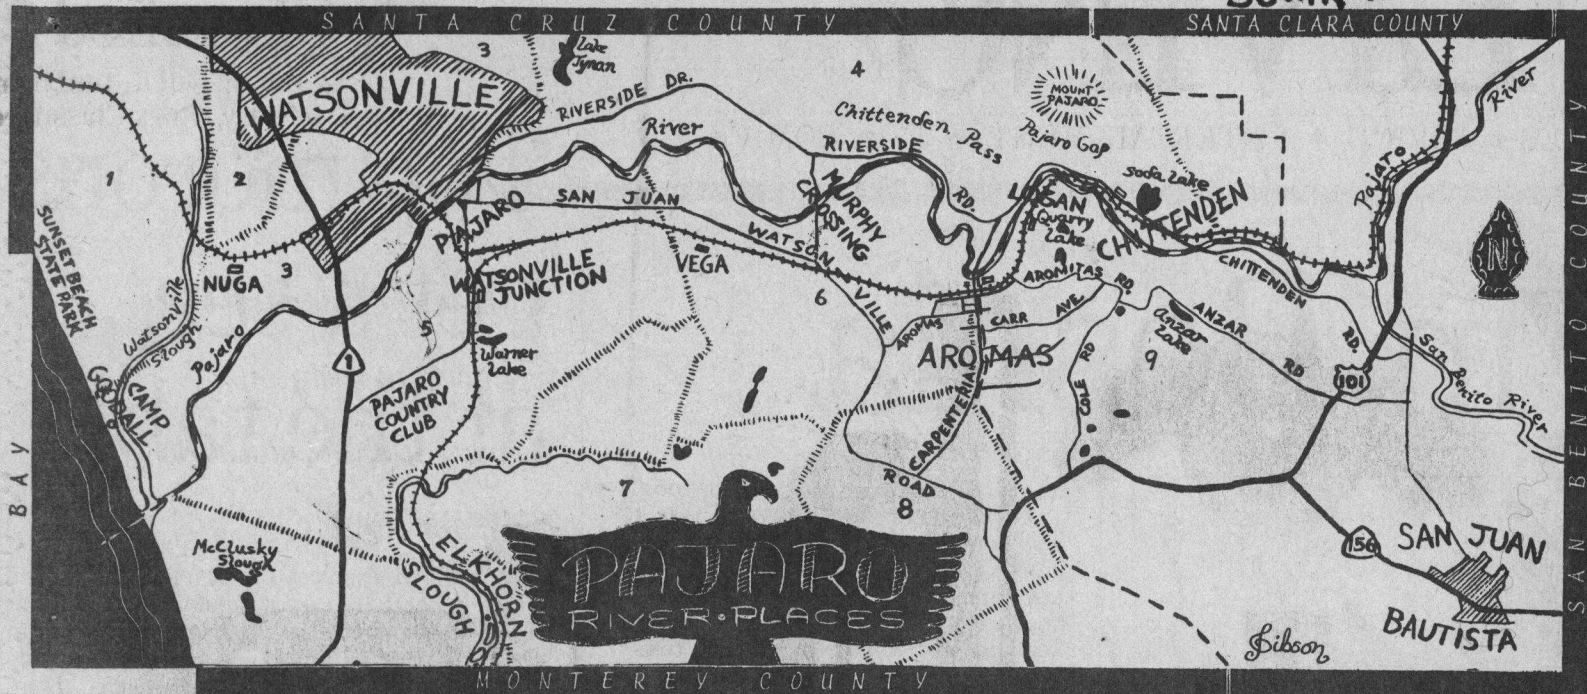 SANTA CRUZ COUNTY
SANTA CLARA COUNTY
3
Lake
Tynan
4
MOUNT
PAJARO
River
WATSONVILLE
RIVERSIDE DR.
River
Chittenden Pass
RIVERSIDE
RD.
Pajaro Gap
Soda Lake
Pajaro
1
2
SUNSET BEACH
STATE PARK
3
NUGA
PAJARO
SAN JUAN
WATSONVILLE
ROAD
MURPHY
CROSSING
LOGAN
Quarry
Lake
CHITTENDEN
CHITTENDEN
RD.
N
WATSONVILLE
JUNCTION
VEGA
6
AROMITAS RD.
Watsonville
Slough
Pajaro
5
Warner
Lake
1
AROMAS
CARR AVE.
AROMAS
Anzar
Lake
ANZAR
RD
9
101
San Benito River
CAMP
GOODALL
PAJARO
COUNTRY
CLUB
CARPENTERIA
COLE RD
BAY
SAN BENITO COUNTY
7
8
McClusky
Slough
ELKHORN
SLOUGH
PAJARO
RIVER • PLACES
156
SAN JUAN
BAUTISTA
Gibson
MONTEREY COUNTY